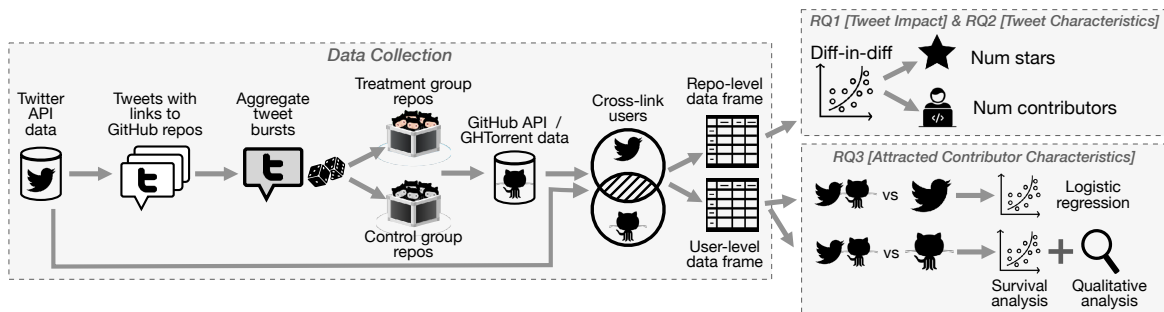 Data Collection
Twitter
API
data
Tweets with
links to
GitHub repos
Aggregate
tweet
bursts
Treatment group
repos
Control group
repos
GitHub API /
GHTorrent data
Cross-link
users
Repo-level
data frame
User-level
data frame
RQ1 [Tweet Impact] & RQ2 [Tweet Characteristics]
Diff-in-diff
Num stars
Num contributors
RQ3 [Attracted Contributor Characteristics]
vs
Logistic
regression
vs
Survival
analysis
Qualitative
analysis